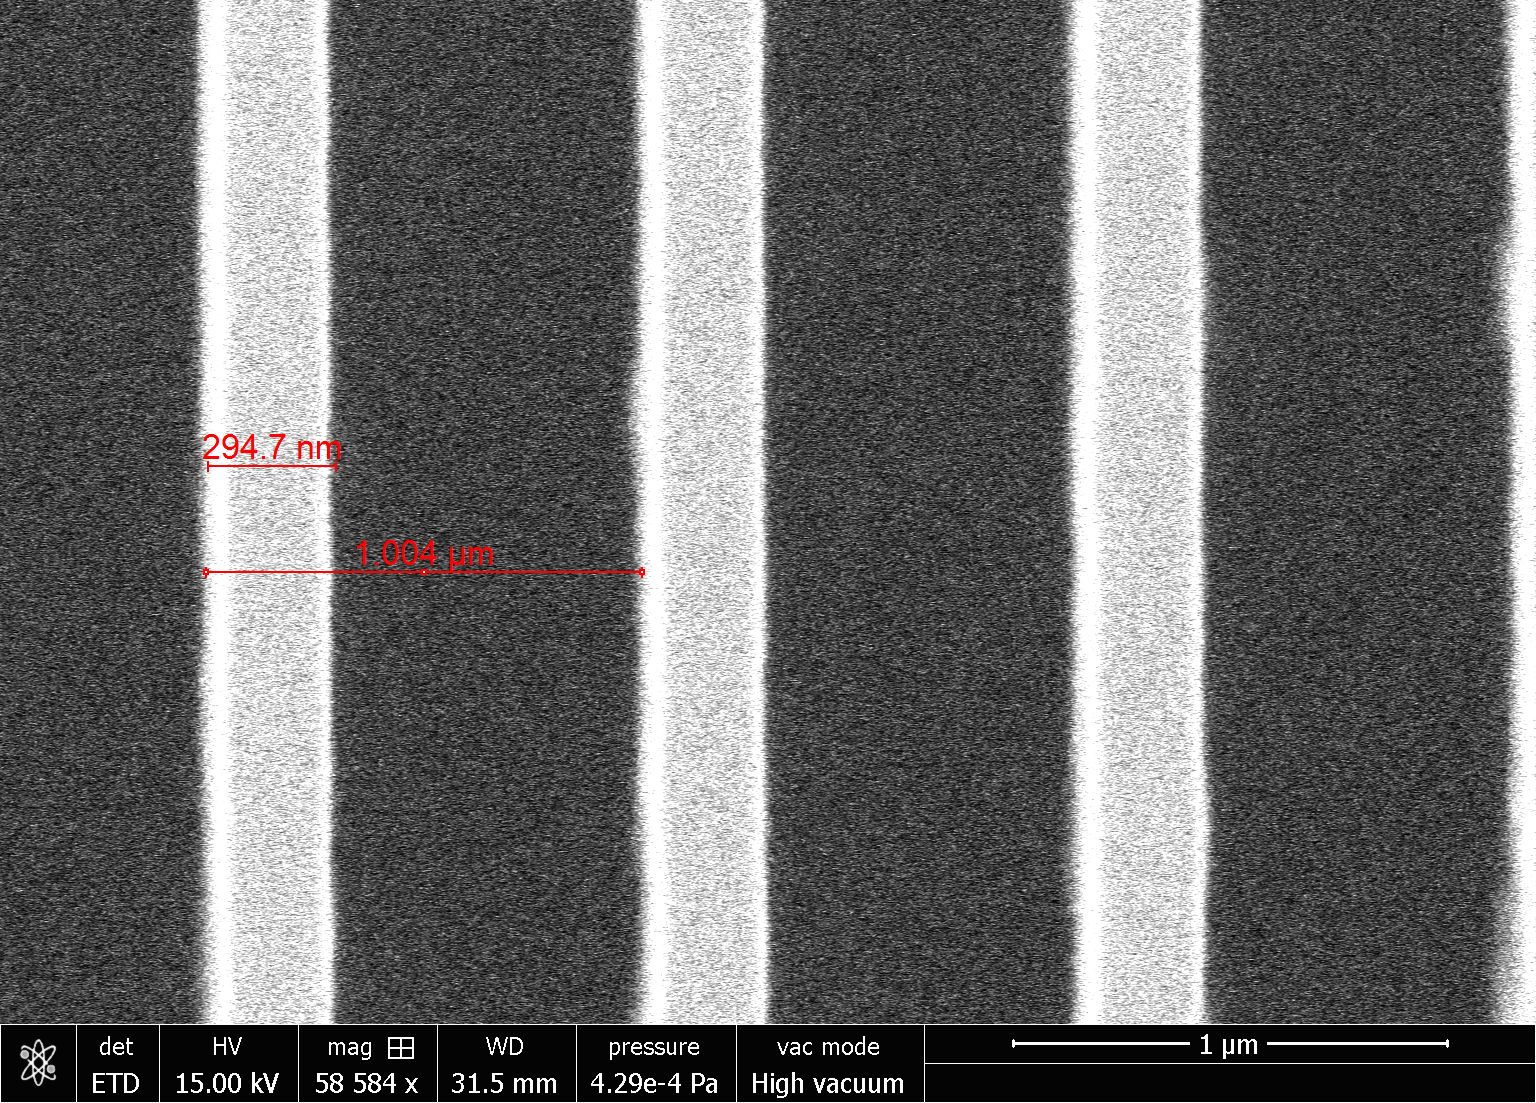 294.7 nm
1.004 µm
det HV mag WD pressure vac mode 1 µm
ETD 15.00 kV 58 584 x 31.5 mm 4.29e-4 Pa High vacuum